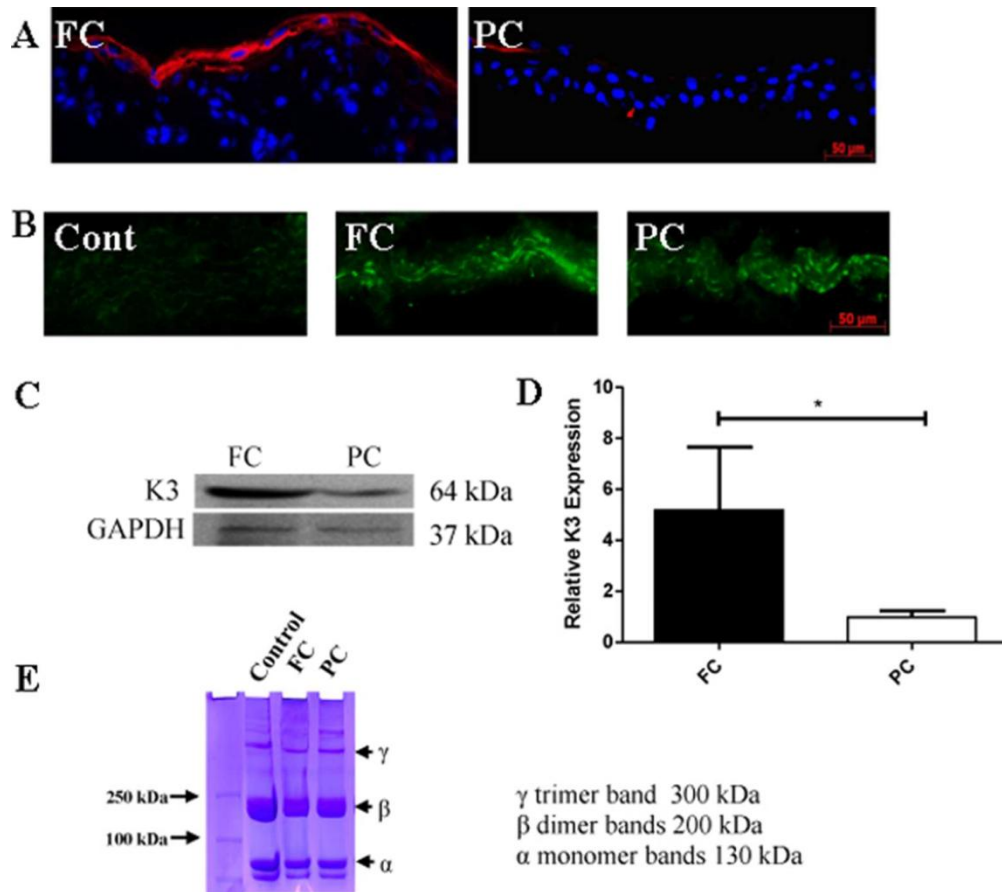 A
FC
PC
50 µm
B
Cont
FC
PC
50 µm
C
FC PC
K3 64 kDa
GAPDH 37 kDa
D
10
8
6
4
2
0
Relative K3 Expression
*
FC
PC
E
Control
FC
PC
250 kDa
100 kDa
γ
β
α
γ trimer band 300 kDa
β dimer bands 200 kDa
α monomer bands 130 kDa